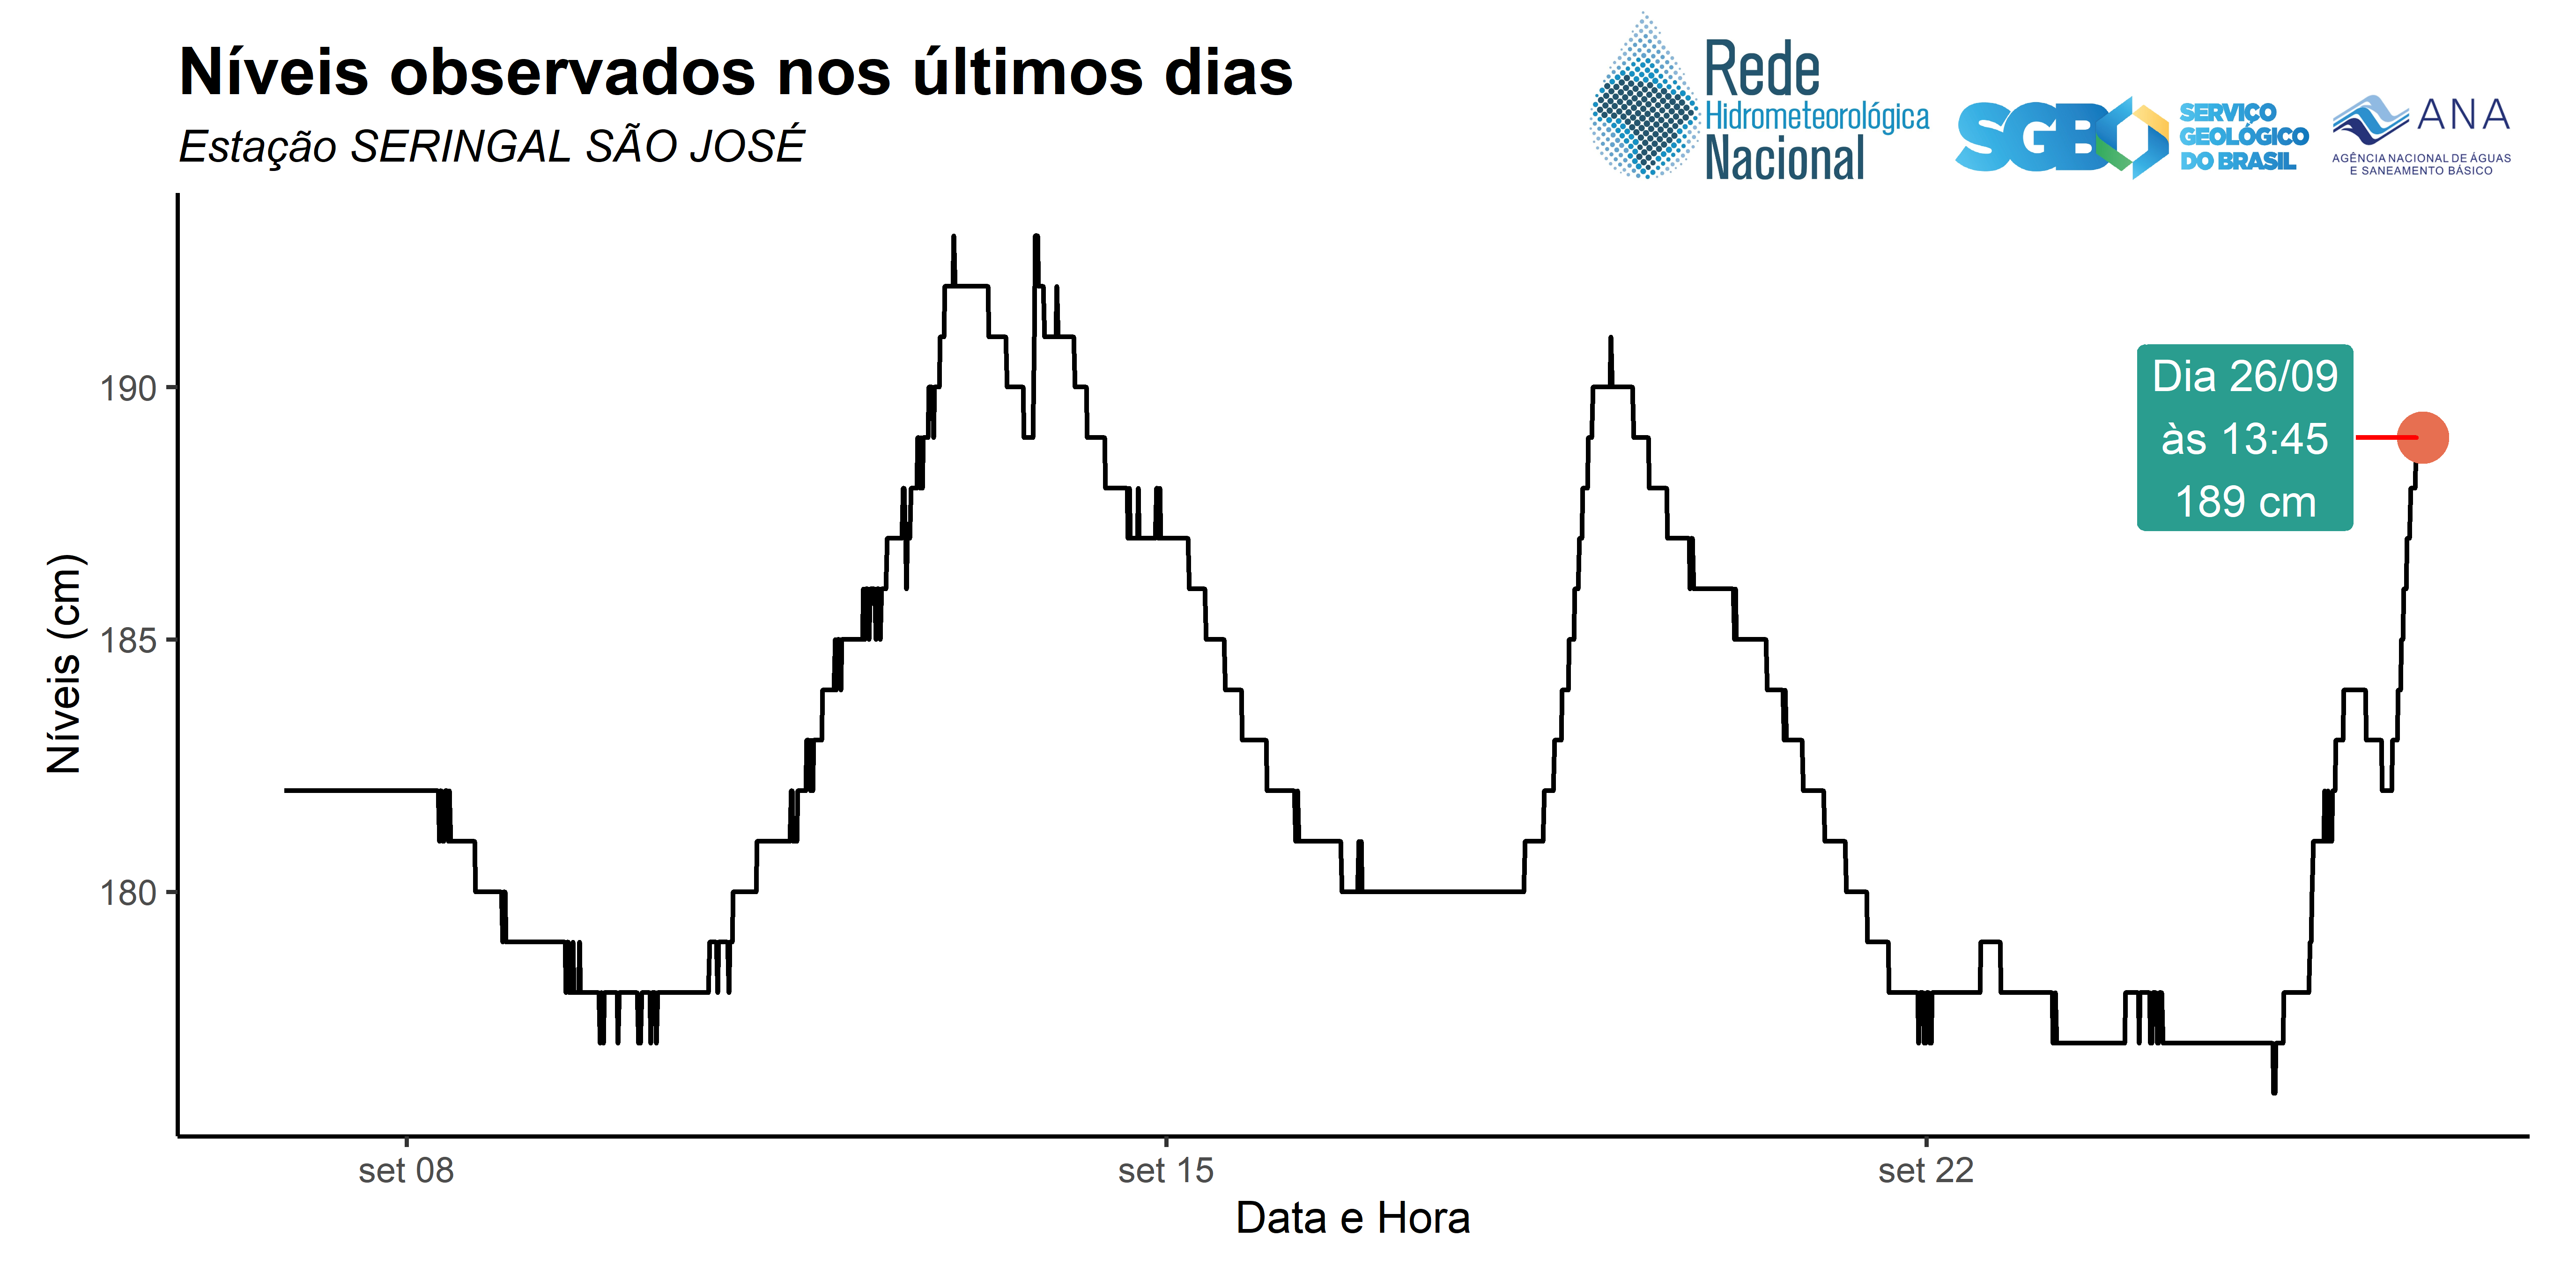 Níveis observados nos últimos dias
Estação SERINGAL SÃO JOSÉ
Rede
Hidrometeorológica
Nacional
SGB
SERVIÇO
GEOLÓGICO
DO BRASIL
ANA
AGÊNCIA NACIONAL DE ÁGUAS
E SANEAMENTO BÁSICO
Níveis (cm)
190
185
180
Dia 26/09
às 13:45
189 cm
set 08
set 15
set 22
Data e Hora